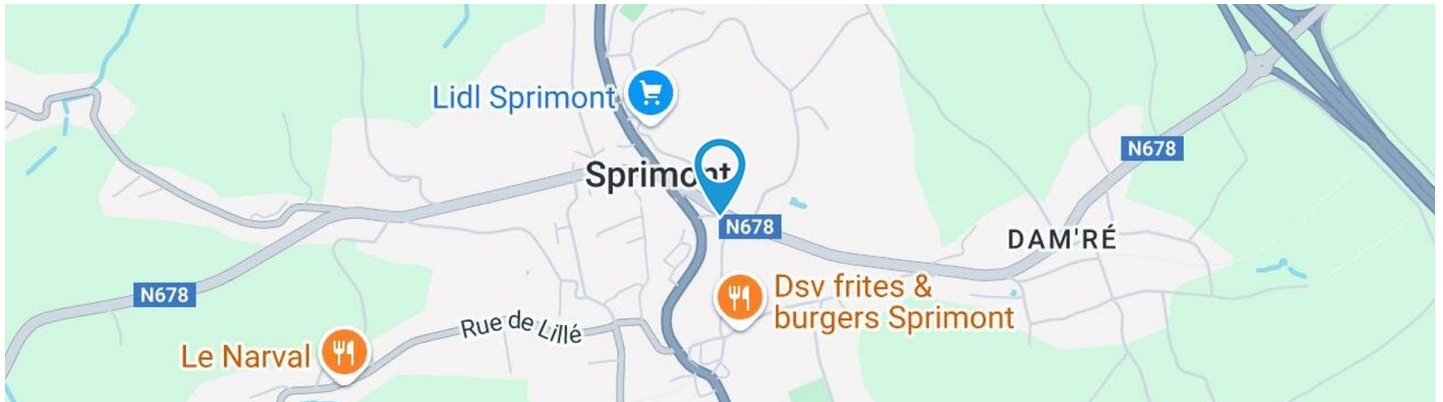 Lidl Sprimont
Sprimont
N678
N678
DAM'RÉ
N678
Dsv frites &
burgers Sprimont
Rue de Lillé
Le Narval